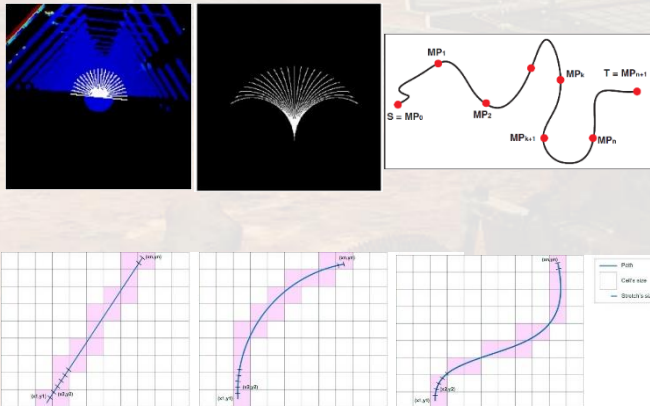 MP₁
MPₖ
T = MPₙ₊₁
S = MP₀
MP₂
MPₖ₊₁
MPₙ
(xn,yn)
(x1,y1)
(x2,y2)
(xn,yn)
(x1,y1)
(x2,y2)
(xn,yn)
(x1,y1)
(x2,y2)
Path
Cell's size
Stretch's